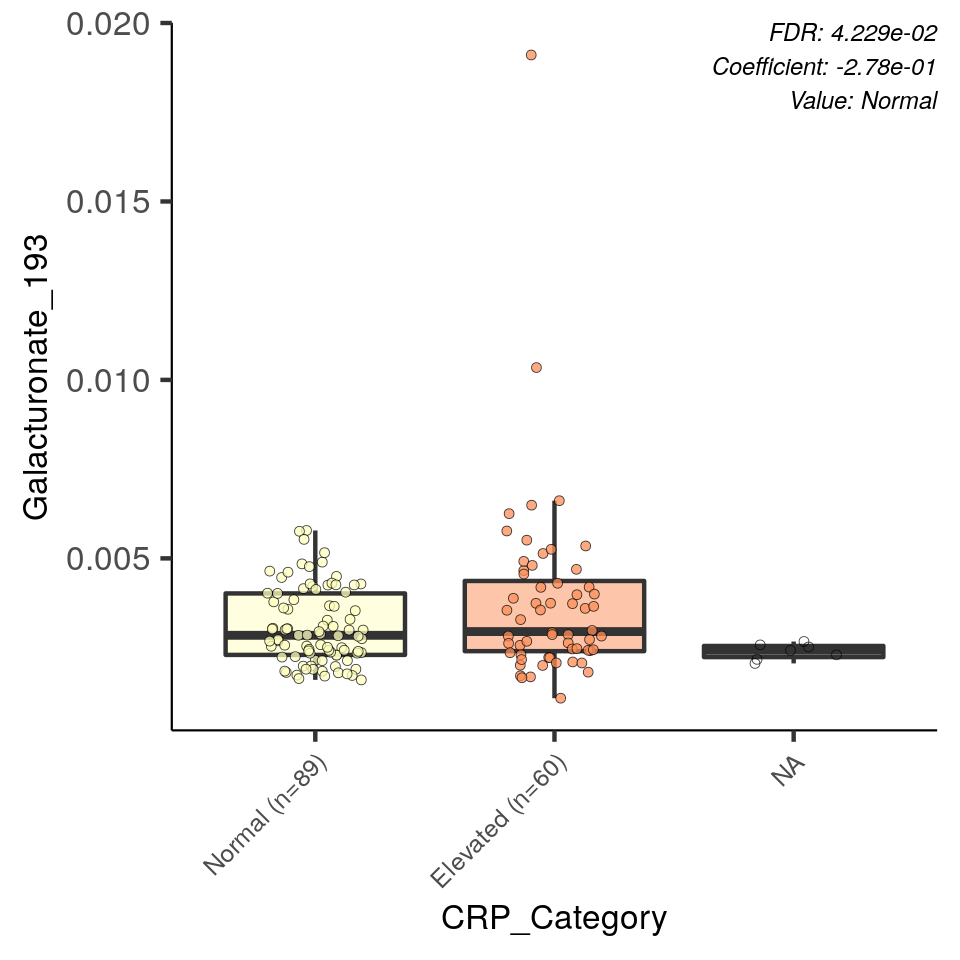 FDR: 4.229e-02
Coefficient: -2.78e-01
Value: Normal
0.020
0.015
0.010
0.005
Galacturonate_193
Normal (n=89)
Elevated (n=60)
NA
CRP_Category